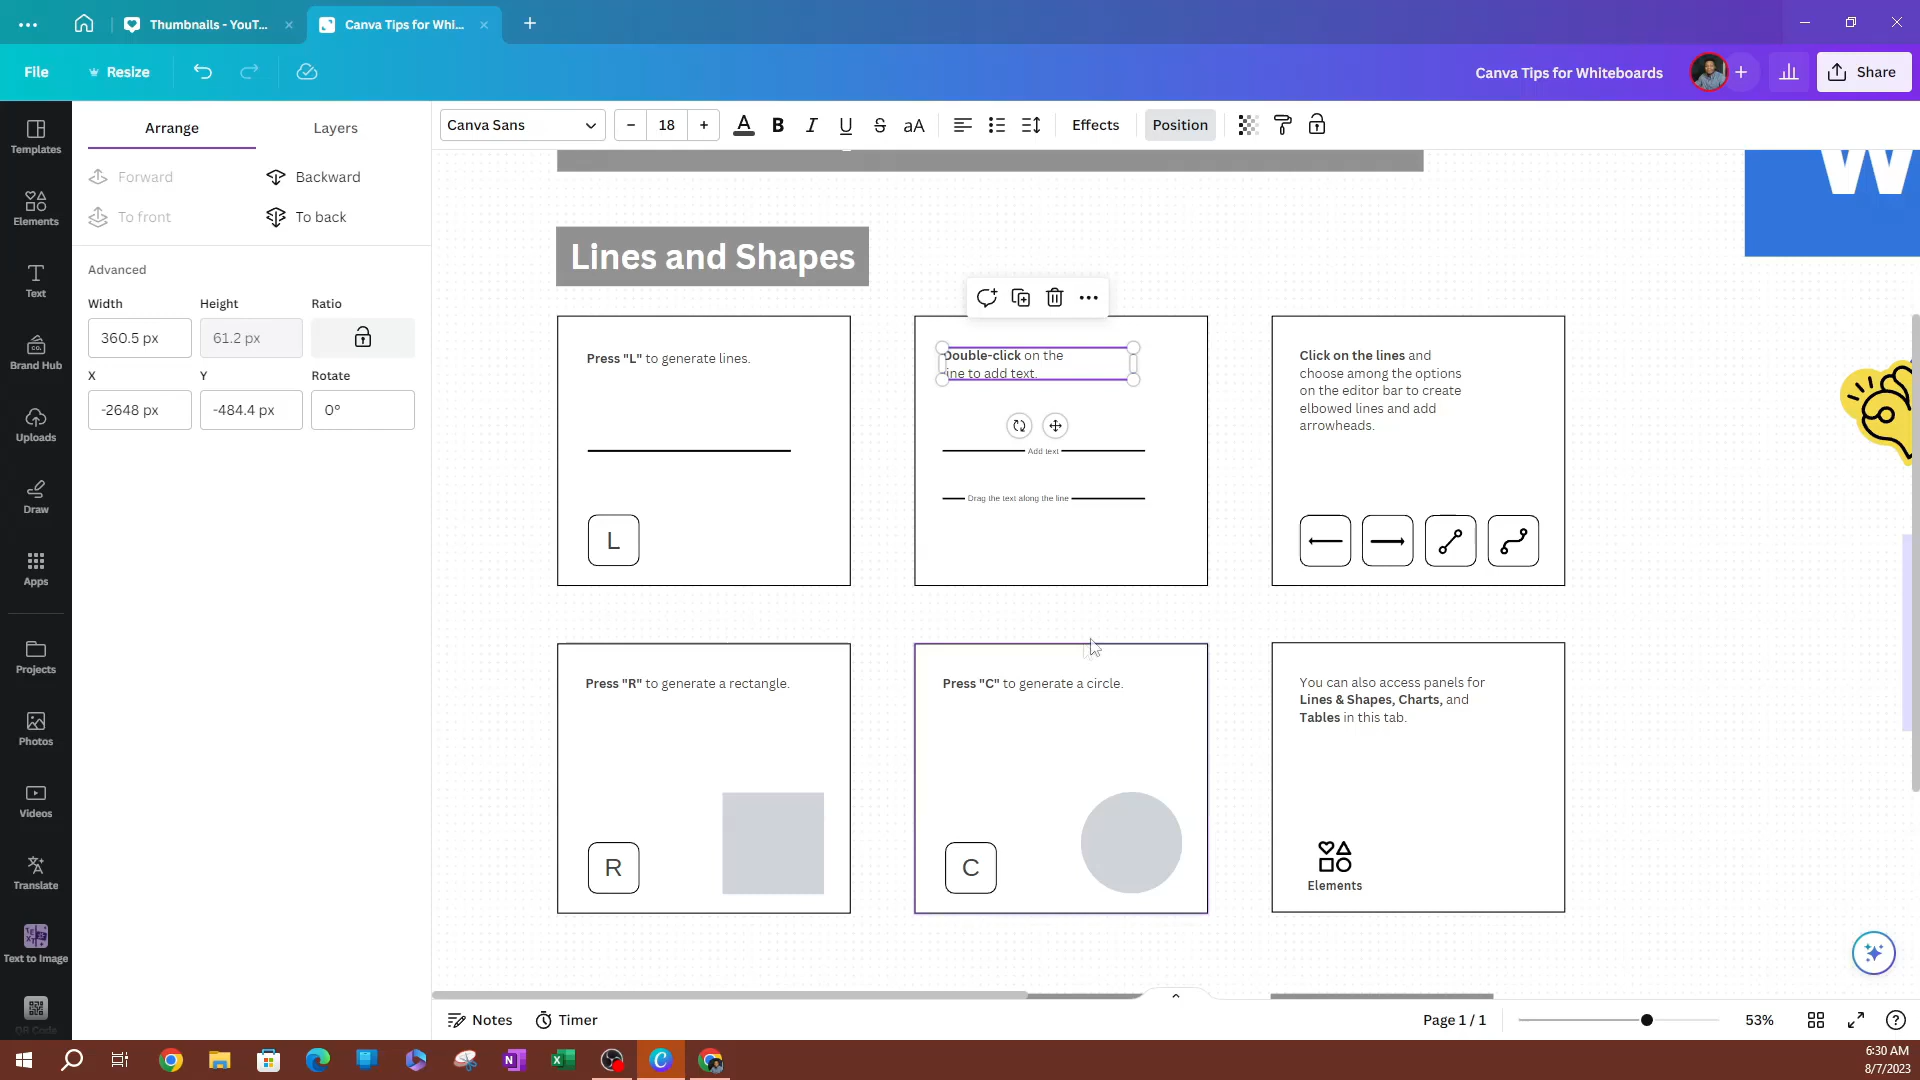 Thumbnails - YouT...
Canva Tips for Whi...
File
Resize
Canva Tips for Whiteboards
Share
Templates
Elements
Text
Brand Hub
Uploads
Draw
Apps
Projects
Photos
Videos
Translate
Text to Image
QR Code
Arrange
Layers
Forward
Backward
To front
To back
Advanced
Width
Height
Ratio
360.5 px
61.2 px
X
Y
Rotate
-2648 px
-484.4 px
0°
Canva Sans
– 18 +
A B I U S aA
Effects
Position
W
Lines and Shapes
Press "L" to generate lines.
L
Double-click on the
line to add text.
Add text
Drag the text along the line
Click on the lines and
choose among the options
on the editor bar to create
elbowed lines and add
arrowheads.
Press "R" to generate a rectangle.
R
Press "C" to generate a circle.
C
You can also access panels for
Lines & Shapes, Charts, and
Tables in this tab.
Elements
Notes
Timer
Page 1 / 1
53%
6:30 AM
8/7/2023